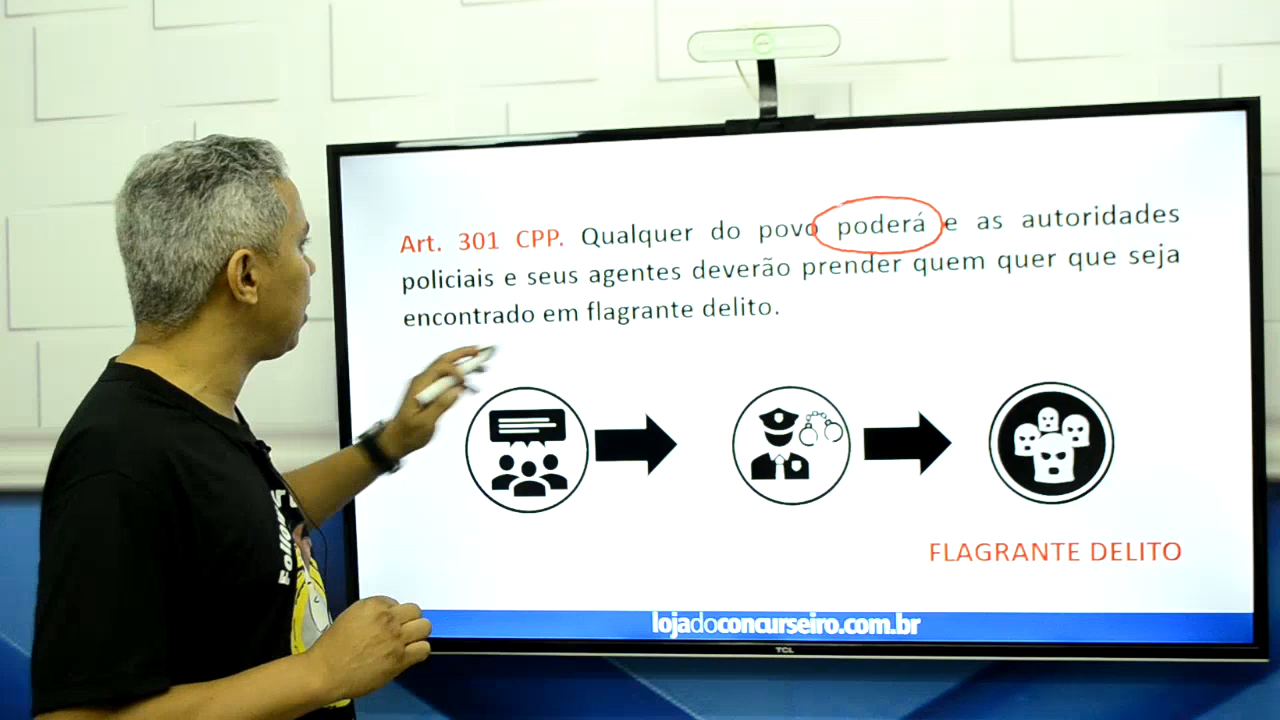 Art. 301 CPP. Qualquer do povo poderá e as autoridades
policiais e seus agentes deverão prender quem quer que seja
encontrado em flagrante delito.
FLAGRANTE DELITO
lojadoconcurseiro.com.br
TCL